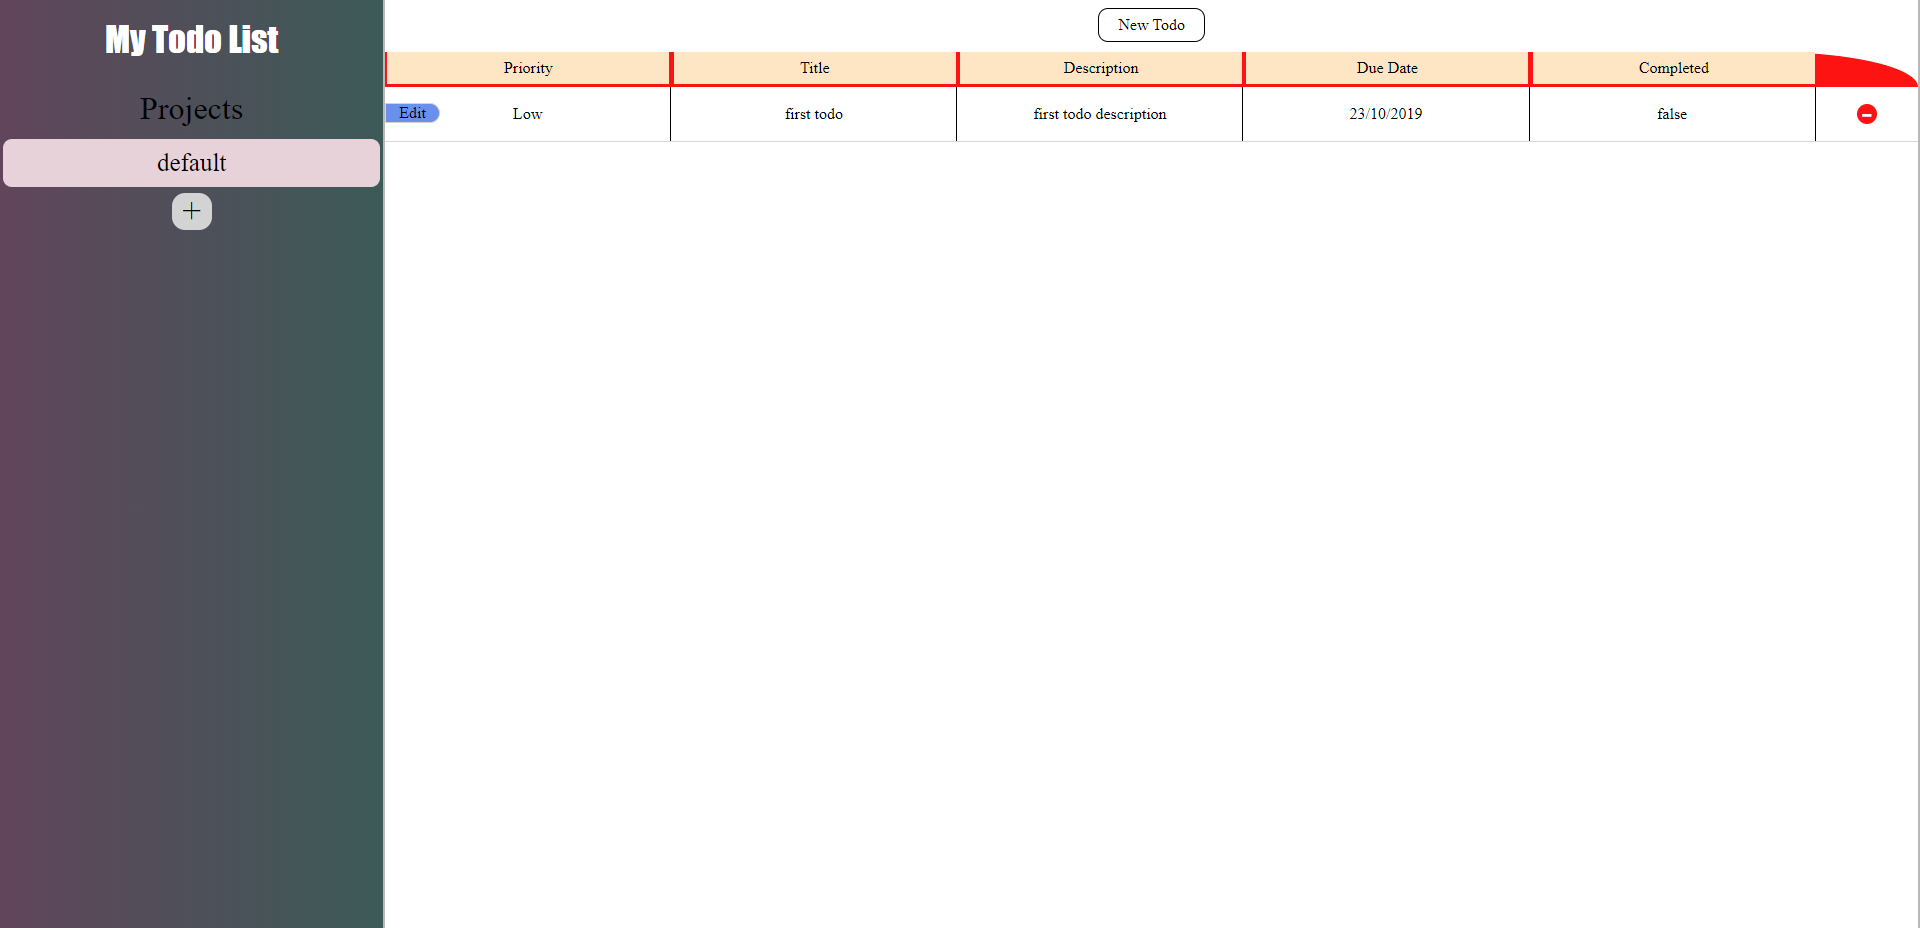 My Todo List
Projects
default
+
New Todo
Priority Title Description Due Date Completed
Edit Low first todo first todo description 23/10/2019 false